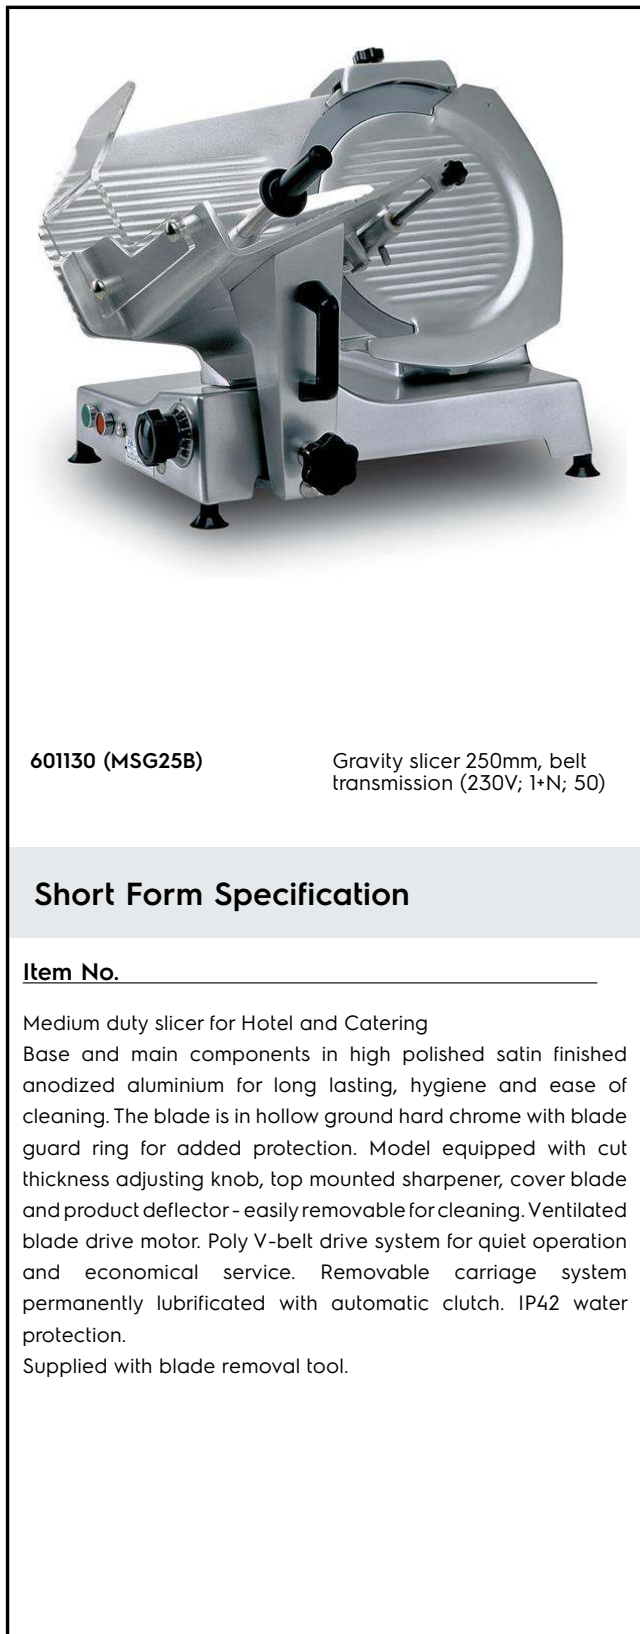 601130 (MSG25B)
Gravity slicer 250mm, belt
transmission (230V; 1+N; 50)
Short Form Specification
Item No.
Medium duty slicer for Hotel and Catering
Base and main components in high polished satin finished
anodized aluminium for long lasting, hygiene and ease of
cleaning. The blade is in hollow ground hard chrome with blade
guard ring for added protection. Model equipped with cut
thickness adjusting knob, top mounted sharpener, cover blade
and product deflector - easily removable for cleaning. Ventilated
blade drive motor. Poly V-belt drive system for quiet operation
and economical service. Removable carriage system
permanently lubrificated with automatic clutch. IP42 water
protection.
Supplied with blade removal tool.